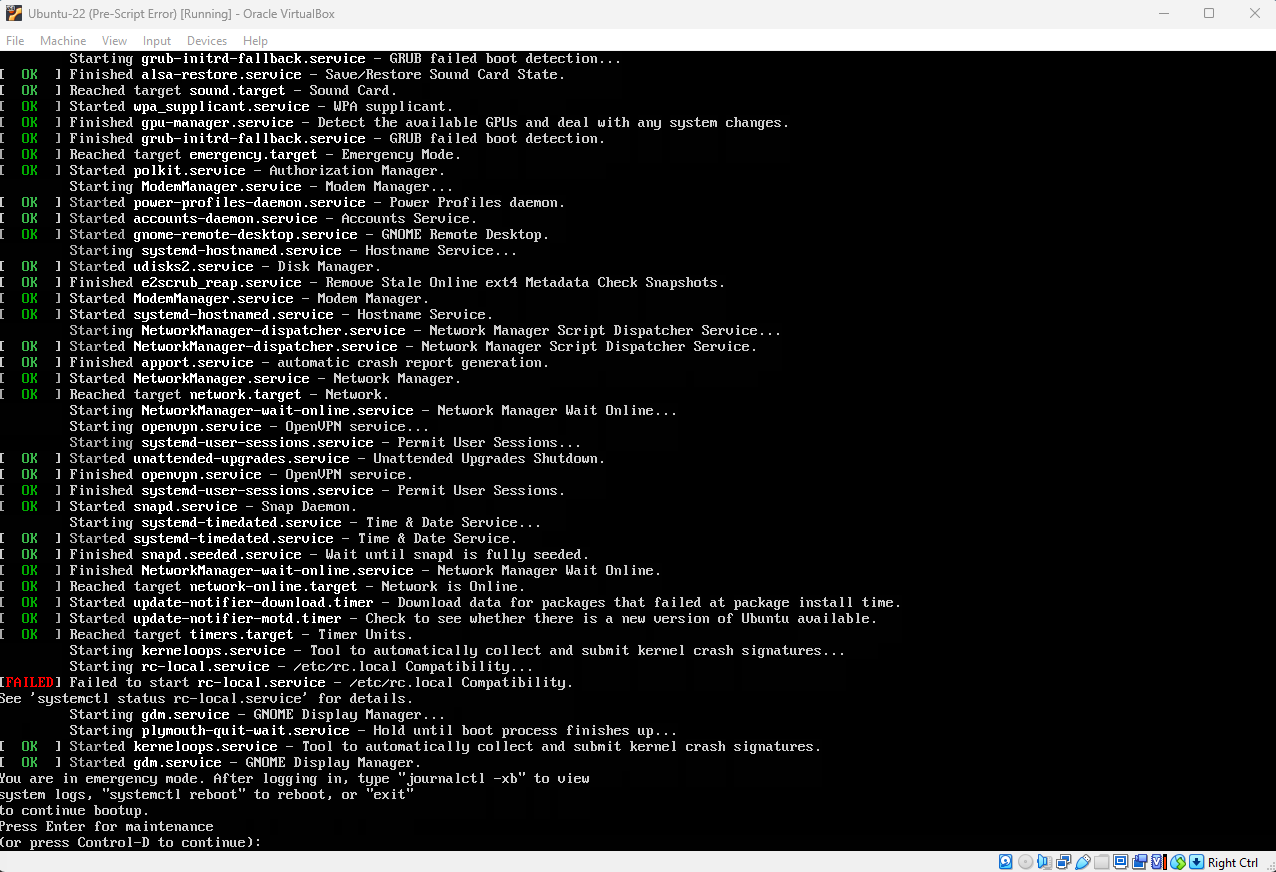 Ubuntu-22 (Pre-Script Error) [Running] - Oracle VirtualBox
File Machine View Input Devices Help
Starting grub-initrd-fallback.service - GRUB failed boot detection...
[ OK ] Finished alsa-restore.service - Save/Restore Sound Card State.
[ OK ] Reached target sound.target - Sound Card.
[ OK ] Started wpa_supplicant.service - WPA supplicant.
[ OK ] Finished gpu-manager.service - Detect the available GPUs and deal with any system changes.
[ OK ] Finished grub-initrd-fallback.service - GRUB failed boot detection.
[ OK ] Reached target emergency.target - Emergency Mode.
[ OK ] Started polkit.service - Authorization Manager.
Starting ModemManager.service - Modem Manager...
[ OK ] Started power-profiles-daemon.service - Power Profiles daemon.
[ OK ] Started accounts-daemon.service - Accounts Service.
[ OK ] Started gnome-remote-desktop.service - GNOME Remote Desktop.
Starting systemd-hostnamed.service - Hostname Service...
[ OK ] Started udisks2.service - Disk Manager.
[ OK ] Finished e2scrub_reap.service - Remove Stale Online ext4 Metadata Check Snapshots.
[ OK ] Started ModemManager.service - Modem Manager.
[ OK ] Started systemd-hostnamed.service - Hostname Service.
Starting NetworkManager-dispatcher.service - Network Manager Script Dispatcher Service...
[ OK ] Started NetworkManager-dispatcher.service - Network Manager Script Dispatcher Service.
[ OK ] Finished apport.service - automatic crash report generation.
[ OK ] Started NetworkManager.service - Network Manager.
[ OK ] Reached target network.target - Network.
Starting NetworkManager-wait-online.service - Network Manager Wait Online...
Starting openvpn.service - OpenVPN service...
Starting systemd-user-sessions.service - Permit User Sessions...
[ OK ] Started unattended-upgrades.service - Unattended Upgrades Shutdown.
[ OK ] Finished openvpn.service - OpenVPN service.
[ OK ] Finished systemd-user-sessions.service - Permit User Sessions.
[ OK ] Started snapd.service - Snap Daemon.
Starting systemd-timedated.service - Time & Date Service...
[ OK ] Started systemd-timedated.service - Time & Date Service.
[ OK ] Finished snapd.seeded.service - Wait until snapd is fully seeded.
[ OK ] Finished NetworkManager-wait-online.service - Network Manager Wait Online.
[ OK ] Reached target network-online.target - Network is Online.
[ OK ] Started update-notifier-download.timer - Download data for packages that failed at package install time.
[ OK ] Started update-notifier-motd.timer - Check to see whether there is a new version of Ubuntu available.
[ OK ] Reached target timers.target - Timer Units.
Starting kerneloops.service - Tool to automatically collect and submit kernel crash signatures...
Starting rc-local.service - /etc/rc.local Compatibility...
[FAILED] Failed to start rc-local.service - /etc/rc.local Compatibility.
See 'systemctl status rc-local.service' for details.
Starting gdm.service - GNOME Display Manager...
Starting plymouth-quit-wait.service - Hold until boot process finishes up...
[ OK ] Started kerneloops.service - Tool to automatically collect and submit kernel crash signatures.
[ OK ] Started gdm.service - GNOME Display Manager.
You are in emergency mode. After logging in, type "journalctl -xb" to view
system logs, "systemctl reboot" to reboot, or "exit"
to continue bootup.
Press Enter for maintenance
(or press Control-D to continue):
Right Ctrl